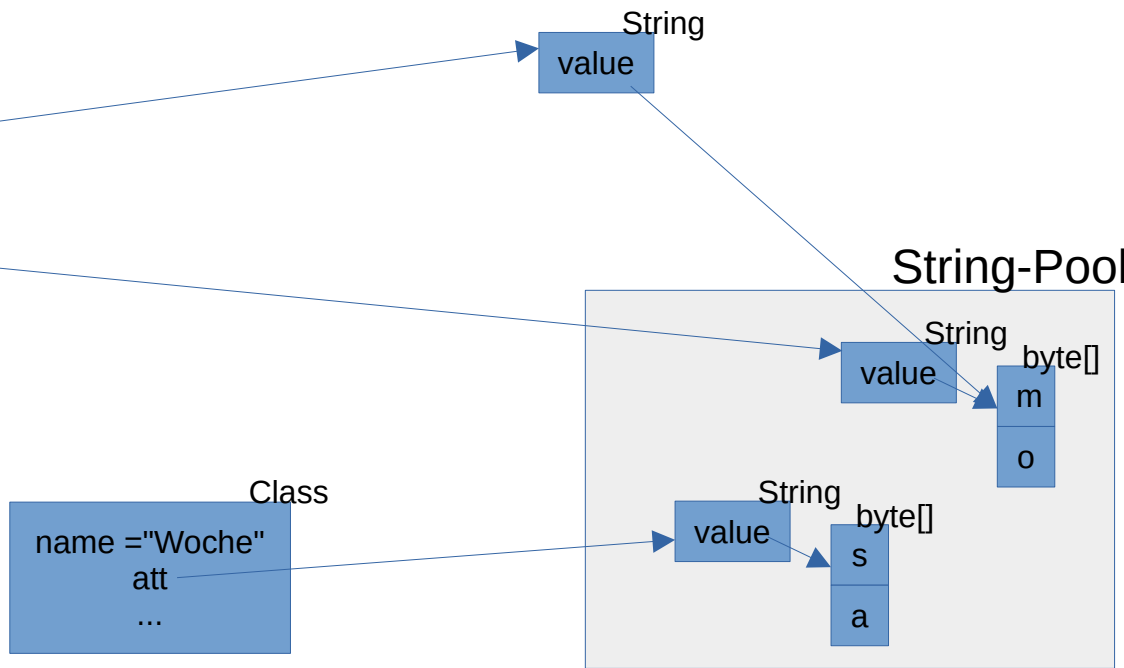 String
value
String-Pool
String
byte[]
value
m
o
Class
String
byte[]
name ="Woche"
value
att
s
...
a